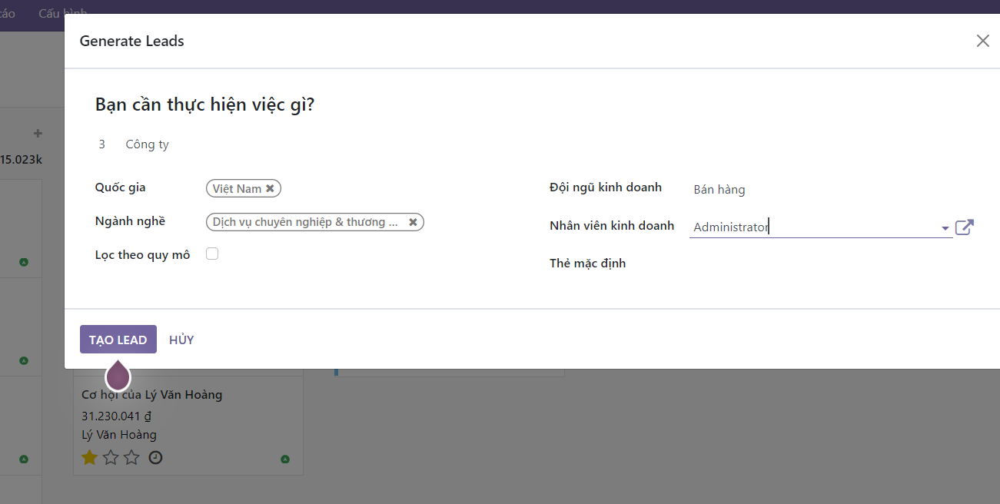 Cấu hình
Generate Leads
Bạn cần thực hiện việc gì?
3 Công ty
Quốc gia Việt Nam
Ngành nghề Dịch vụ chuyên nghiệp & thương ...
Lọc theo quy mô
Đội ngũ kinh doanh Bán hàng
Nhân viên kinh doanh Administrator
Thẻ mặc định
TẠO LEAD HỦY
15.023k
Cơ hội của Lý Văn Hoàng
31.230.041 ₫
Lý Văn Hoàng